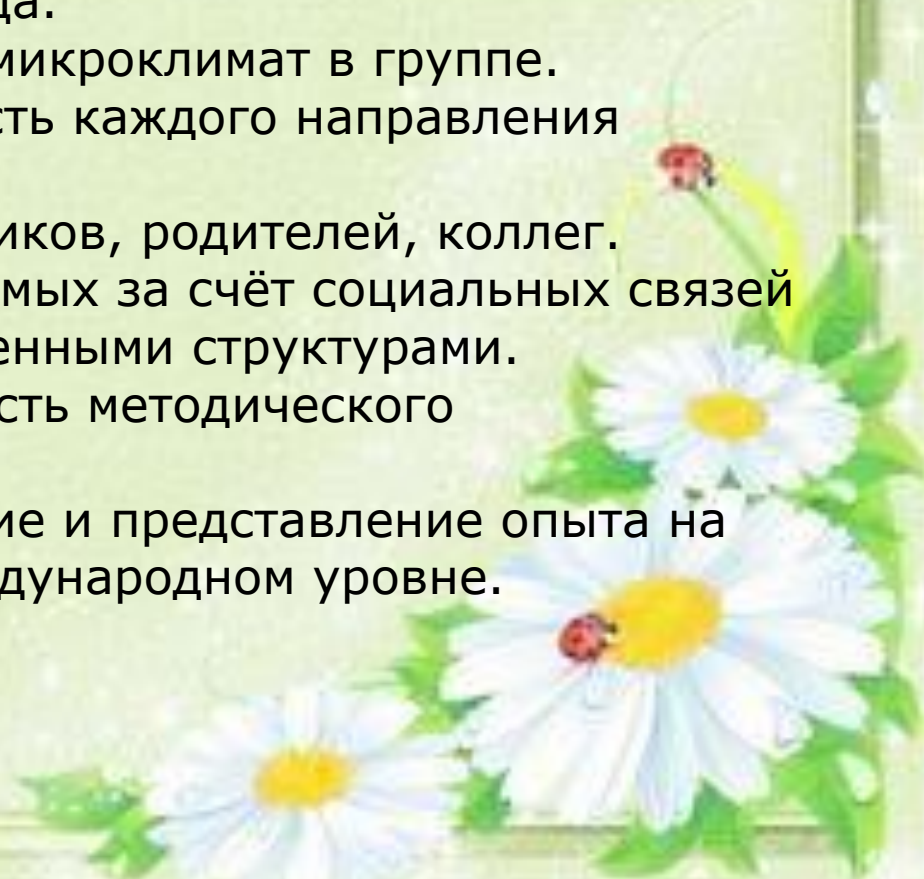 да.
микроклимат в группе.
сть каждого направления
иков, родителей, коллег.
мых за счёт социальных связей
енными структурами.
сть методического
ие и представление опыта на
дународном уровне.